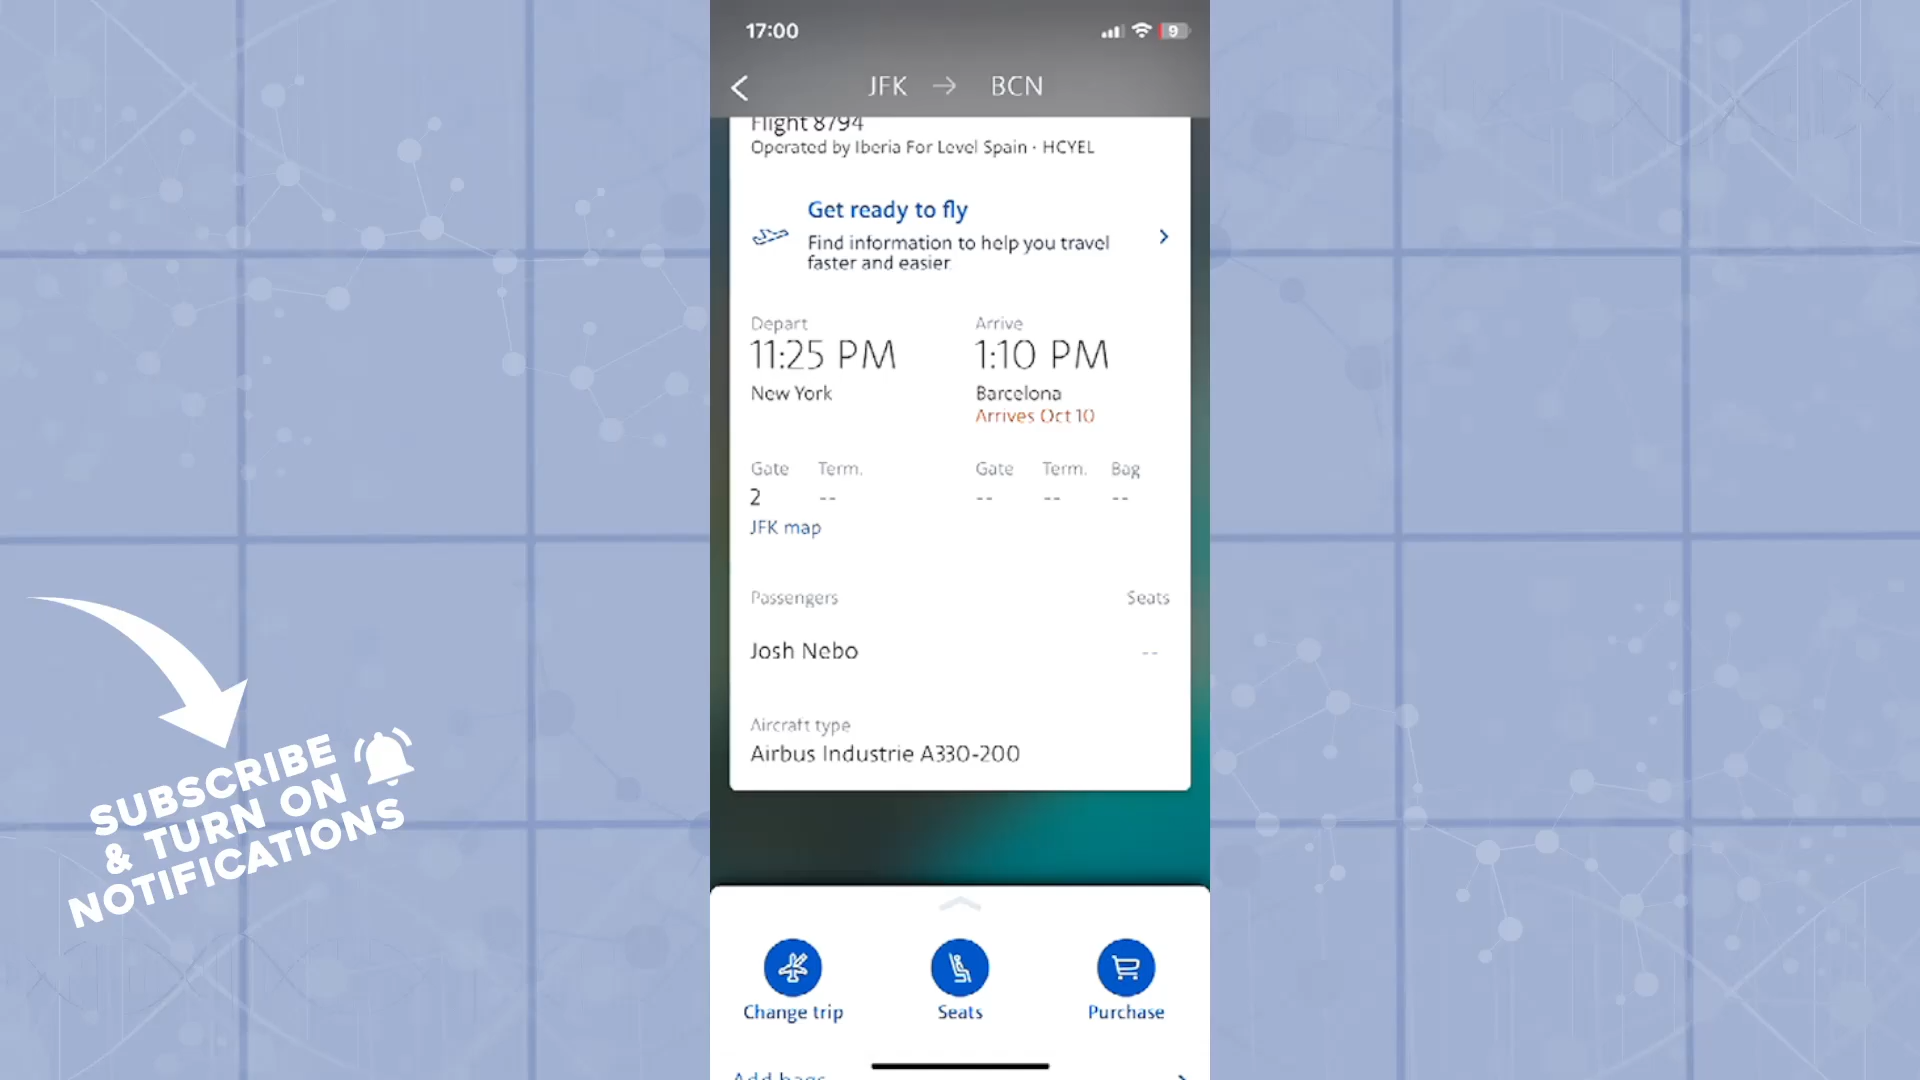 17:00
9
JFK → BCN
Flight 8794
Operated by Iberia For Level Spain · HCYEL
Get ready to fly
Find information to help you travel
faster and easier
Depart
11:25 PM
New York
Arrive
1:10 PM
Barcelona
Arrives Oct 10
Gate Term.
2 --
JFK map
Gate Term. Bag
-- -- --
Passengers Seats
Josh Nebo --
Aircraft type
Airbus Industrie A330-200
Change trip Seats Purchase
Add bags
SUBSCRIBE
& TURN ON
NOTIFICATIONS